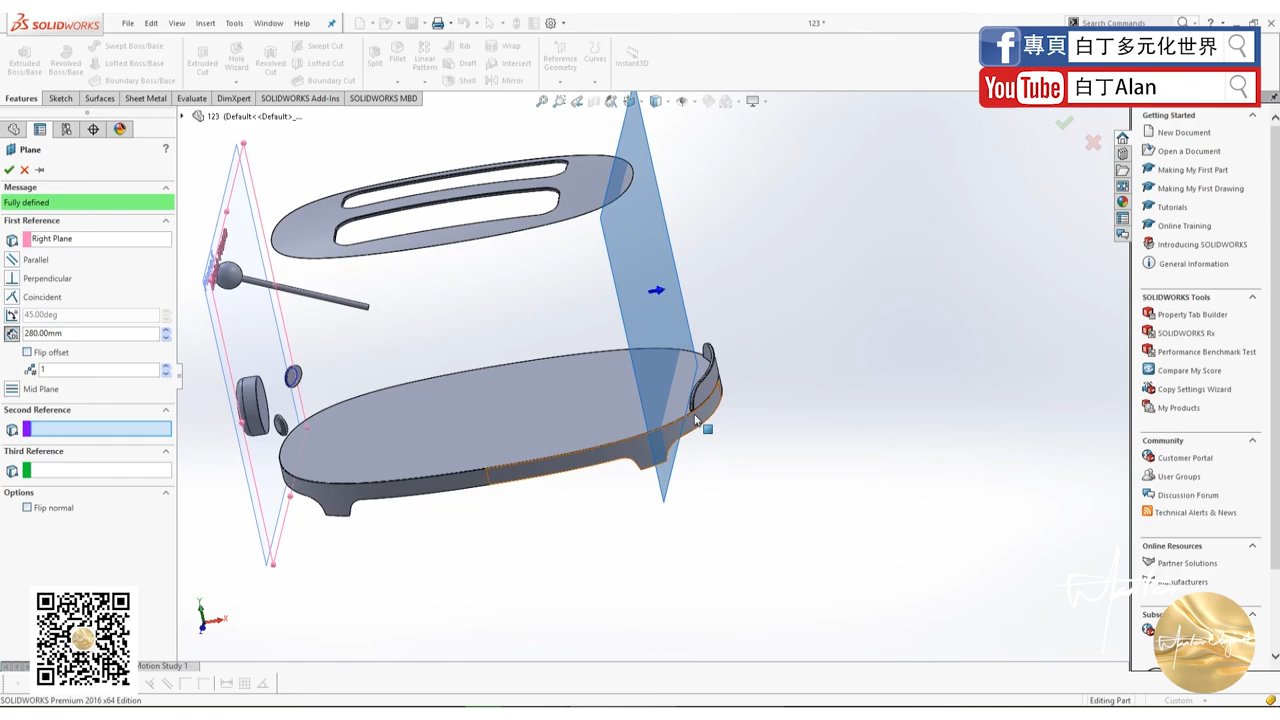 SOLIDWORKS
File Edit View Insert Tools Window Help
123 *
Search Commands
專頁 白丁多元化世界
YouTube 白丁Alan
Extruded Boss/Base
Revolved Boss/Base
Swept Boss/Base
Lofted Boss/Base
Boundary Boss/Base
Extruded Cut
Hole Wizard
Revolved Cut
Swept Cut
Lofted Cut
Boundary Cut
Split
Fillet
Linear Pattern
Rib
Draft
Shell
Wrap
Intersect
Mirror
Reference Geometry
Curves
Instant3D
Features Sketch Surfaces Sheet Metal Evaluate DimXpert SOLIDWORKS Add-Ins SOLIDWORKS MBD
123 (Default<<Default>_...
Plane
?
Message
Fully defined
First Reference
Right Plane
Parallel
Perpendicular
Coincident
45.00deg
280.00mm
Flip offset
1
Mid Plane
Second Reference
Third Reference
Options
Flip normal
Y
X
Z
Getting Started
New Document
Open a Document
Making My First Part
Making My First Drawing
Tutorials
Online Training
Introducing SOLIDWORKS
General Information
SOLIDWORKS Tools
Property Tab Builder
SOLIDWORKS Rx
Performance Benchmark Test
Compare My Score
Copy Settings Wizard
My Products
Community
Customer Portal
User Groups
Discussion Forum
Technical Alerts & News
Online Resources
Partner Solutions
Manufacturers
Motion Study 1
SOLIDWORKS Premium 2016 x64 Edition
Editing Part
Custom